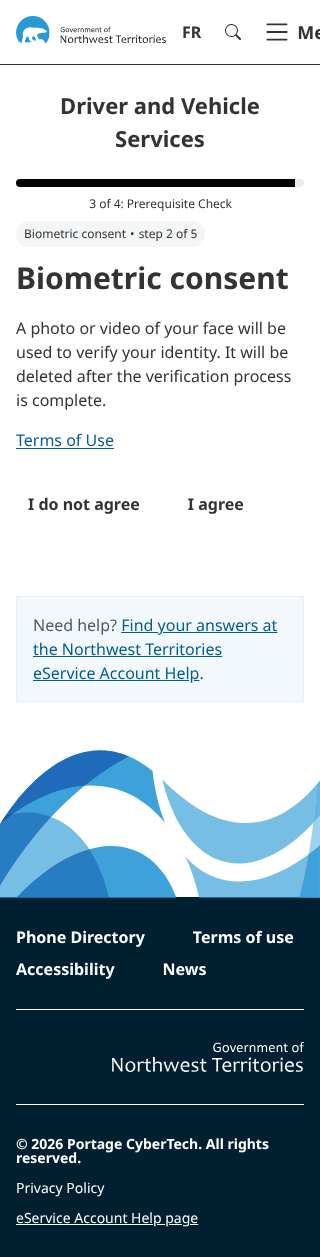 Government of
Northwest Territories
FR
Me
Driver and Vehicle
Services
3 of 4: Prerequisite Check
Biometric consent • step 2 of 5
Biometric consent
A photo or video of your face will be
used to verify your identity. It will be
deleted after the verification process
is complete.
Terms of Use
I do not agree
I agree
Need help? Find your answers at
the Northwest Territories
eService Account Help.
Phone Directory
Terms of use
Accessibility
News
Government of
Northwest Territories
© 2026 Portage CyberTech. All rights
reserved.
Privacy Policy
eService Account Help page